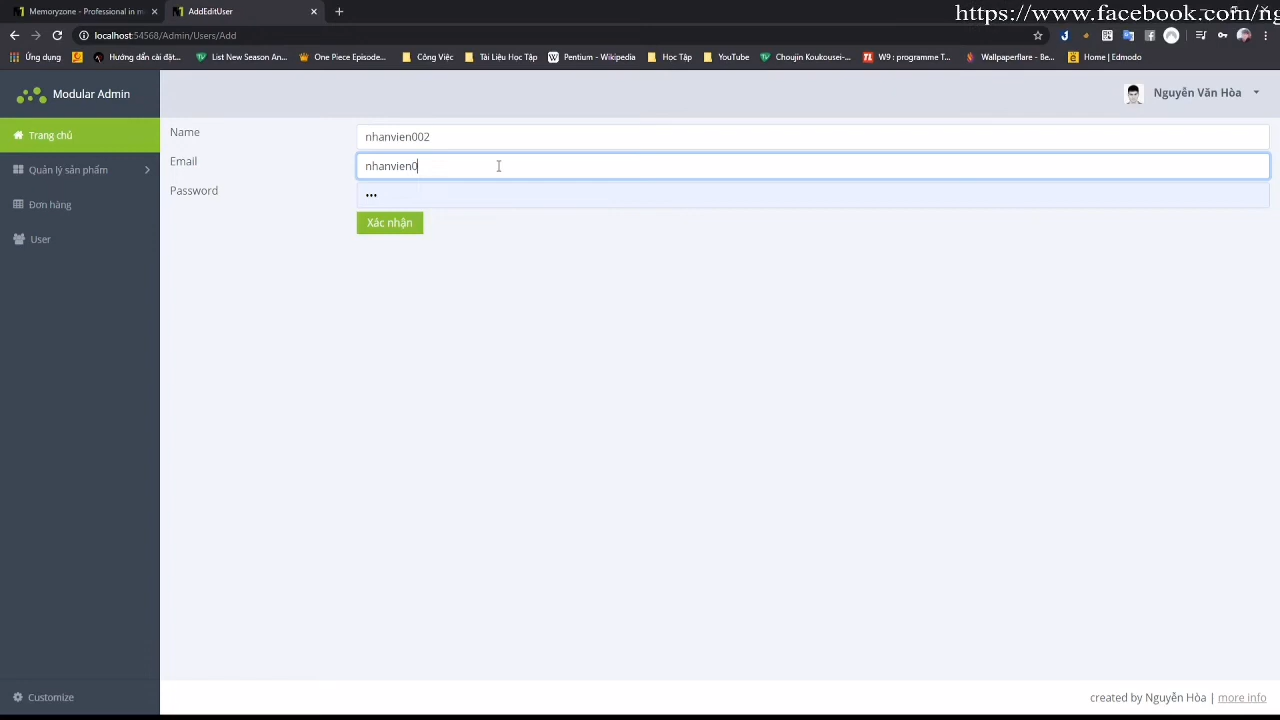 Memoryzone - Professional in m
AddEditUser
https://www.facebook.com/ng
localhost:54568/Admin/Users/Add
Ứng dụng
Hướng dẫn cài đặt...
List New Season An...
One Piece Episode...
Công Việc
Tài Liệu Học Tập
Pentium - Wikipedia
Học Tập
YouTube
Choujin Koukousei-...
W9 : programme T...
Wallpaperflare - Be...
Home | Edmodo
Modular Admin
Nguyễn Văn Hòa
Trang chủ
Quản lý sản phẩm
Đơn hàng
User
Name
nhanvien002
Email
nhanvien0
Password
•••
Xác nhận
Customize
created by Nguyễn Hòa | more info